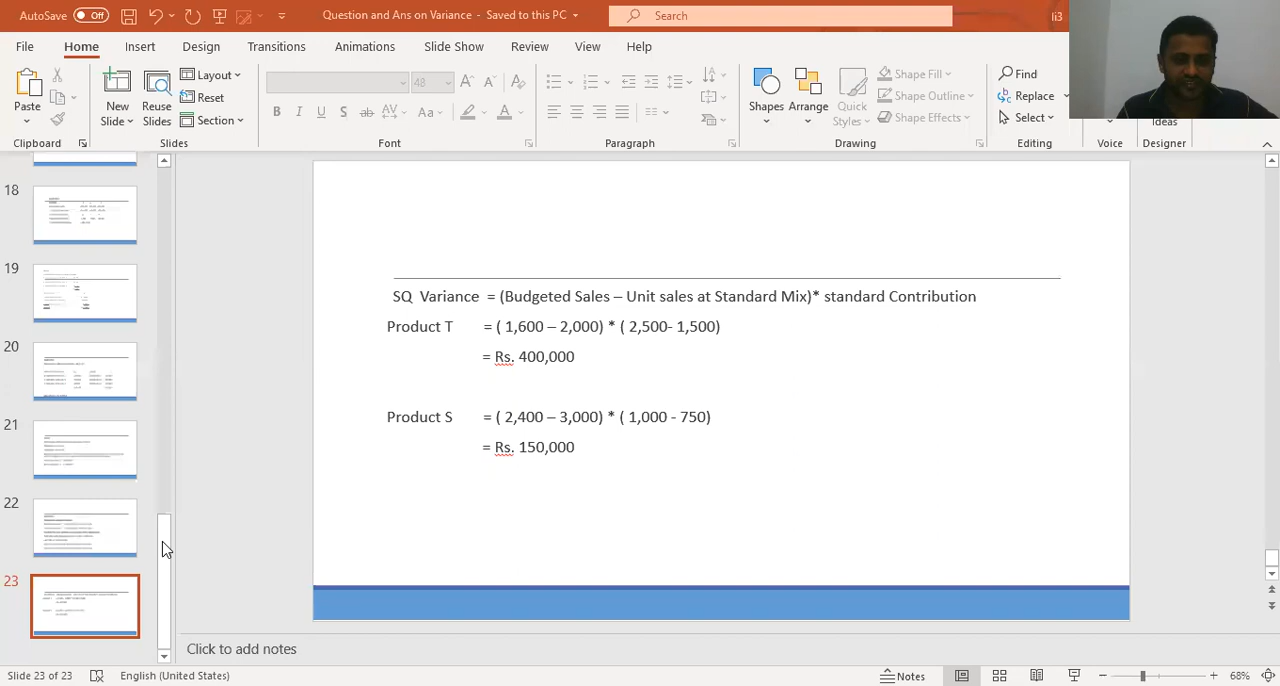 AutoSave Off Question and Ans on Variance - Saved to this PC Search li3
File Home Insert Design Transitions Animations Slide Show Review View Help
Paste New Slide Reuse Slides Layout Reset Section 48 Aa Shapes Arrange Quick Styles Shape Fill Shape Outline Shape Effects Find Replace Select Ideas
Clipboard Slides Font Paragraph Drawing Editing Voice Designer
18
19
20
21
22
23
SQ Variance = (Budgeted Sales – Unit sales at Standard Mix)* standard Contribution
Product T = ( 1,600 – 2,000) * ( 2,500- 1,500)
= Rs. 400,000
Product S = ( 2,400 – 3,000) * ( 1,000 - 750)
= Rs. 150,000
Click to add notes
Slide 23 of 23 English (United States) Notes 68%